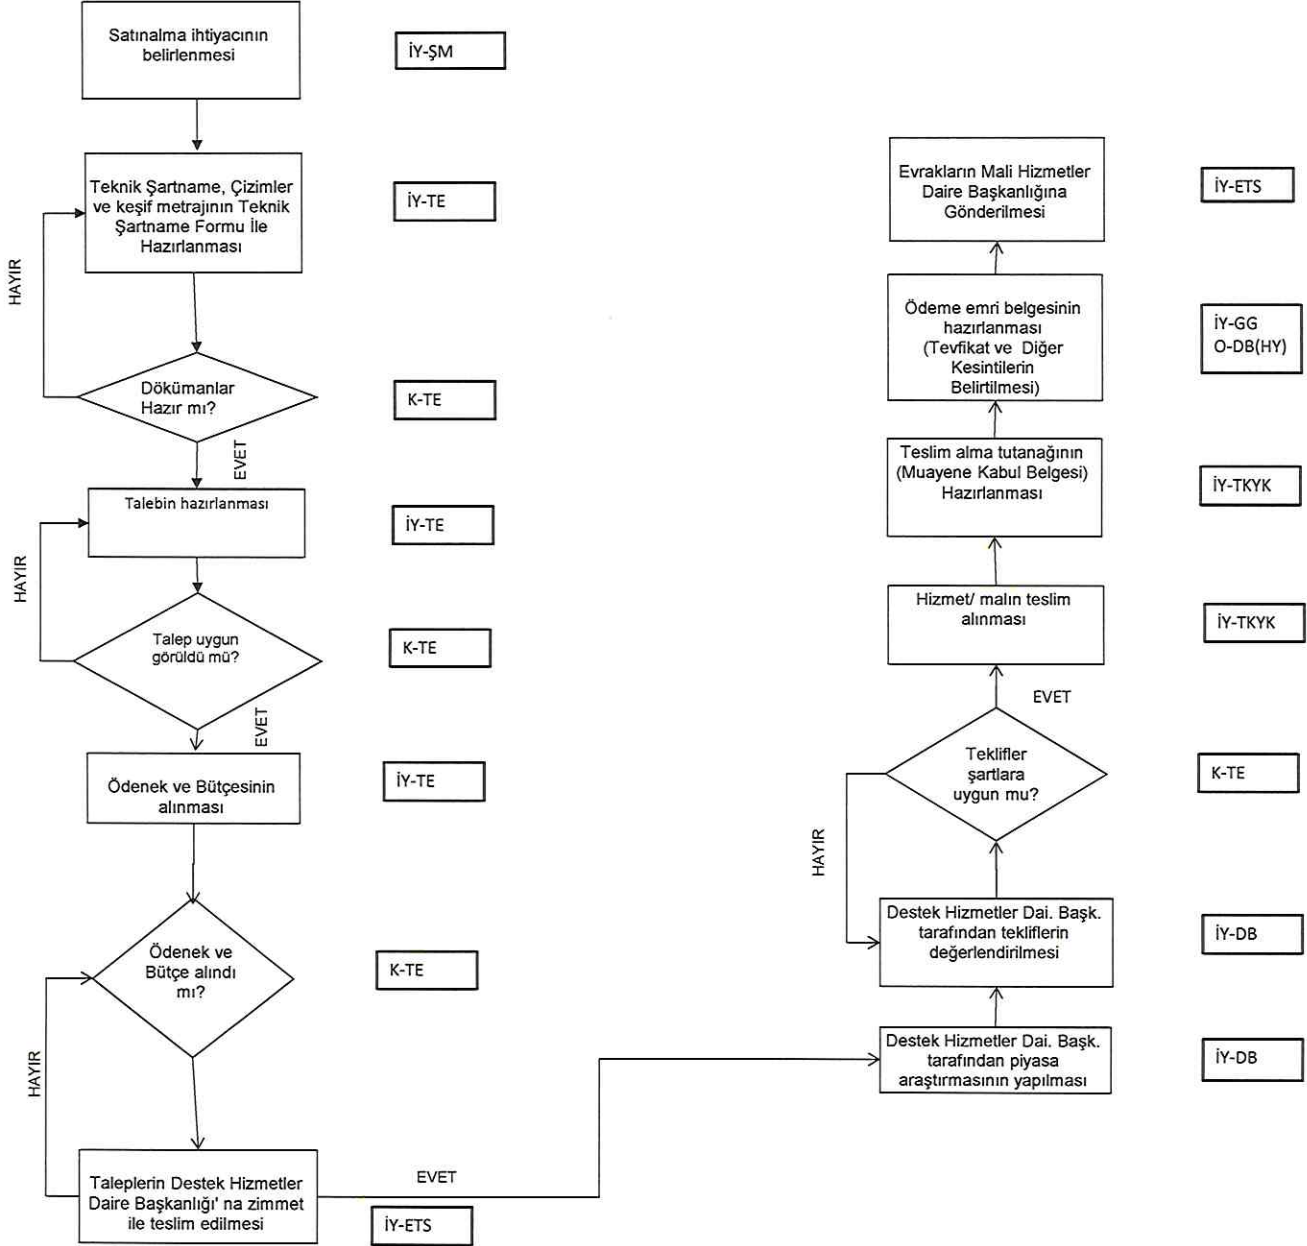 Satınalma ihtiyacının
belirlenmesi
İY-ŞM
Teknik Şartname, Çizimler
ve keşif metrajının Teknik
Şartname Formu İle
Hazırlanması
İY-TE
HAYIR
Dökümanlar
Hazır mı?
K-TE
EVET
Talebin hazırlanması
İY-TE
HAYIR
Talep uygun
görüldü mü?
K-TE
EVET
Ödenek ve Bütçesinin
alınması
İY-TE
Ödenek ve
Bütçe alındı
mı?
K-TE
HAYIR
Taleplerin Destek Hizmetler
Daire Başkanlığı' na zimmet
ile teslim edilmesi
EVET
İY-ETS
Evrakların Mali Hizmetler
Daire Başkanlığına
Gönderilmesi
İY-ETS
Ödeme emri belgesinin
hazırlanması
(Tevfikat ve Diğer
Kesintilerin
Belirtilmesi)
İY-GG
O-DB(HY)
Teslim alma tutanağının
(Muayene Kabul Belgesi)
Hazırlanması
İY-TKYK
Hizmet/ malın teslim
alınması
İY-TKYK
EVET
Teklifler
şartlara
uygun mu?
K-TE
HAYIR
Destek Hizmetler Dai. Başk.
tarafından tekliflerin
değerlendirilmesi
İY-DB
Destek Hizmetler Dai. Başk.
tarafından piyasa
araştırmasının yapılması
İY-DB